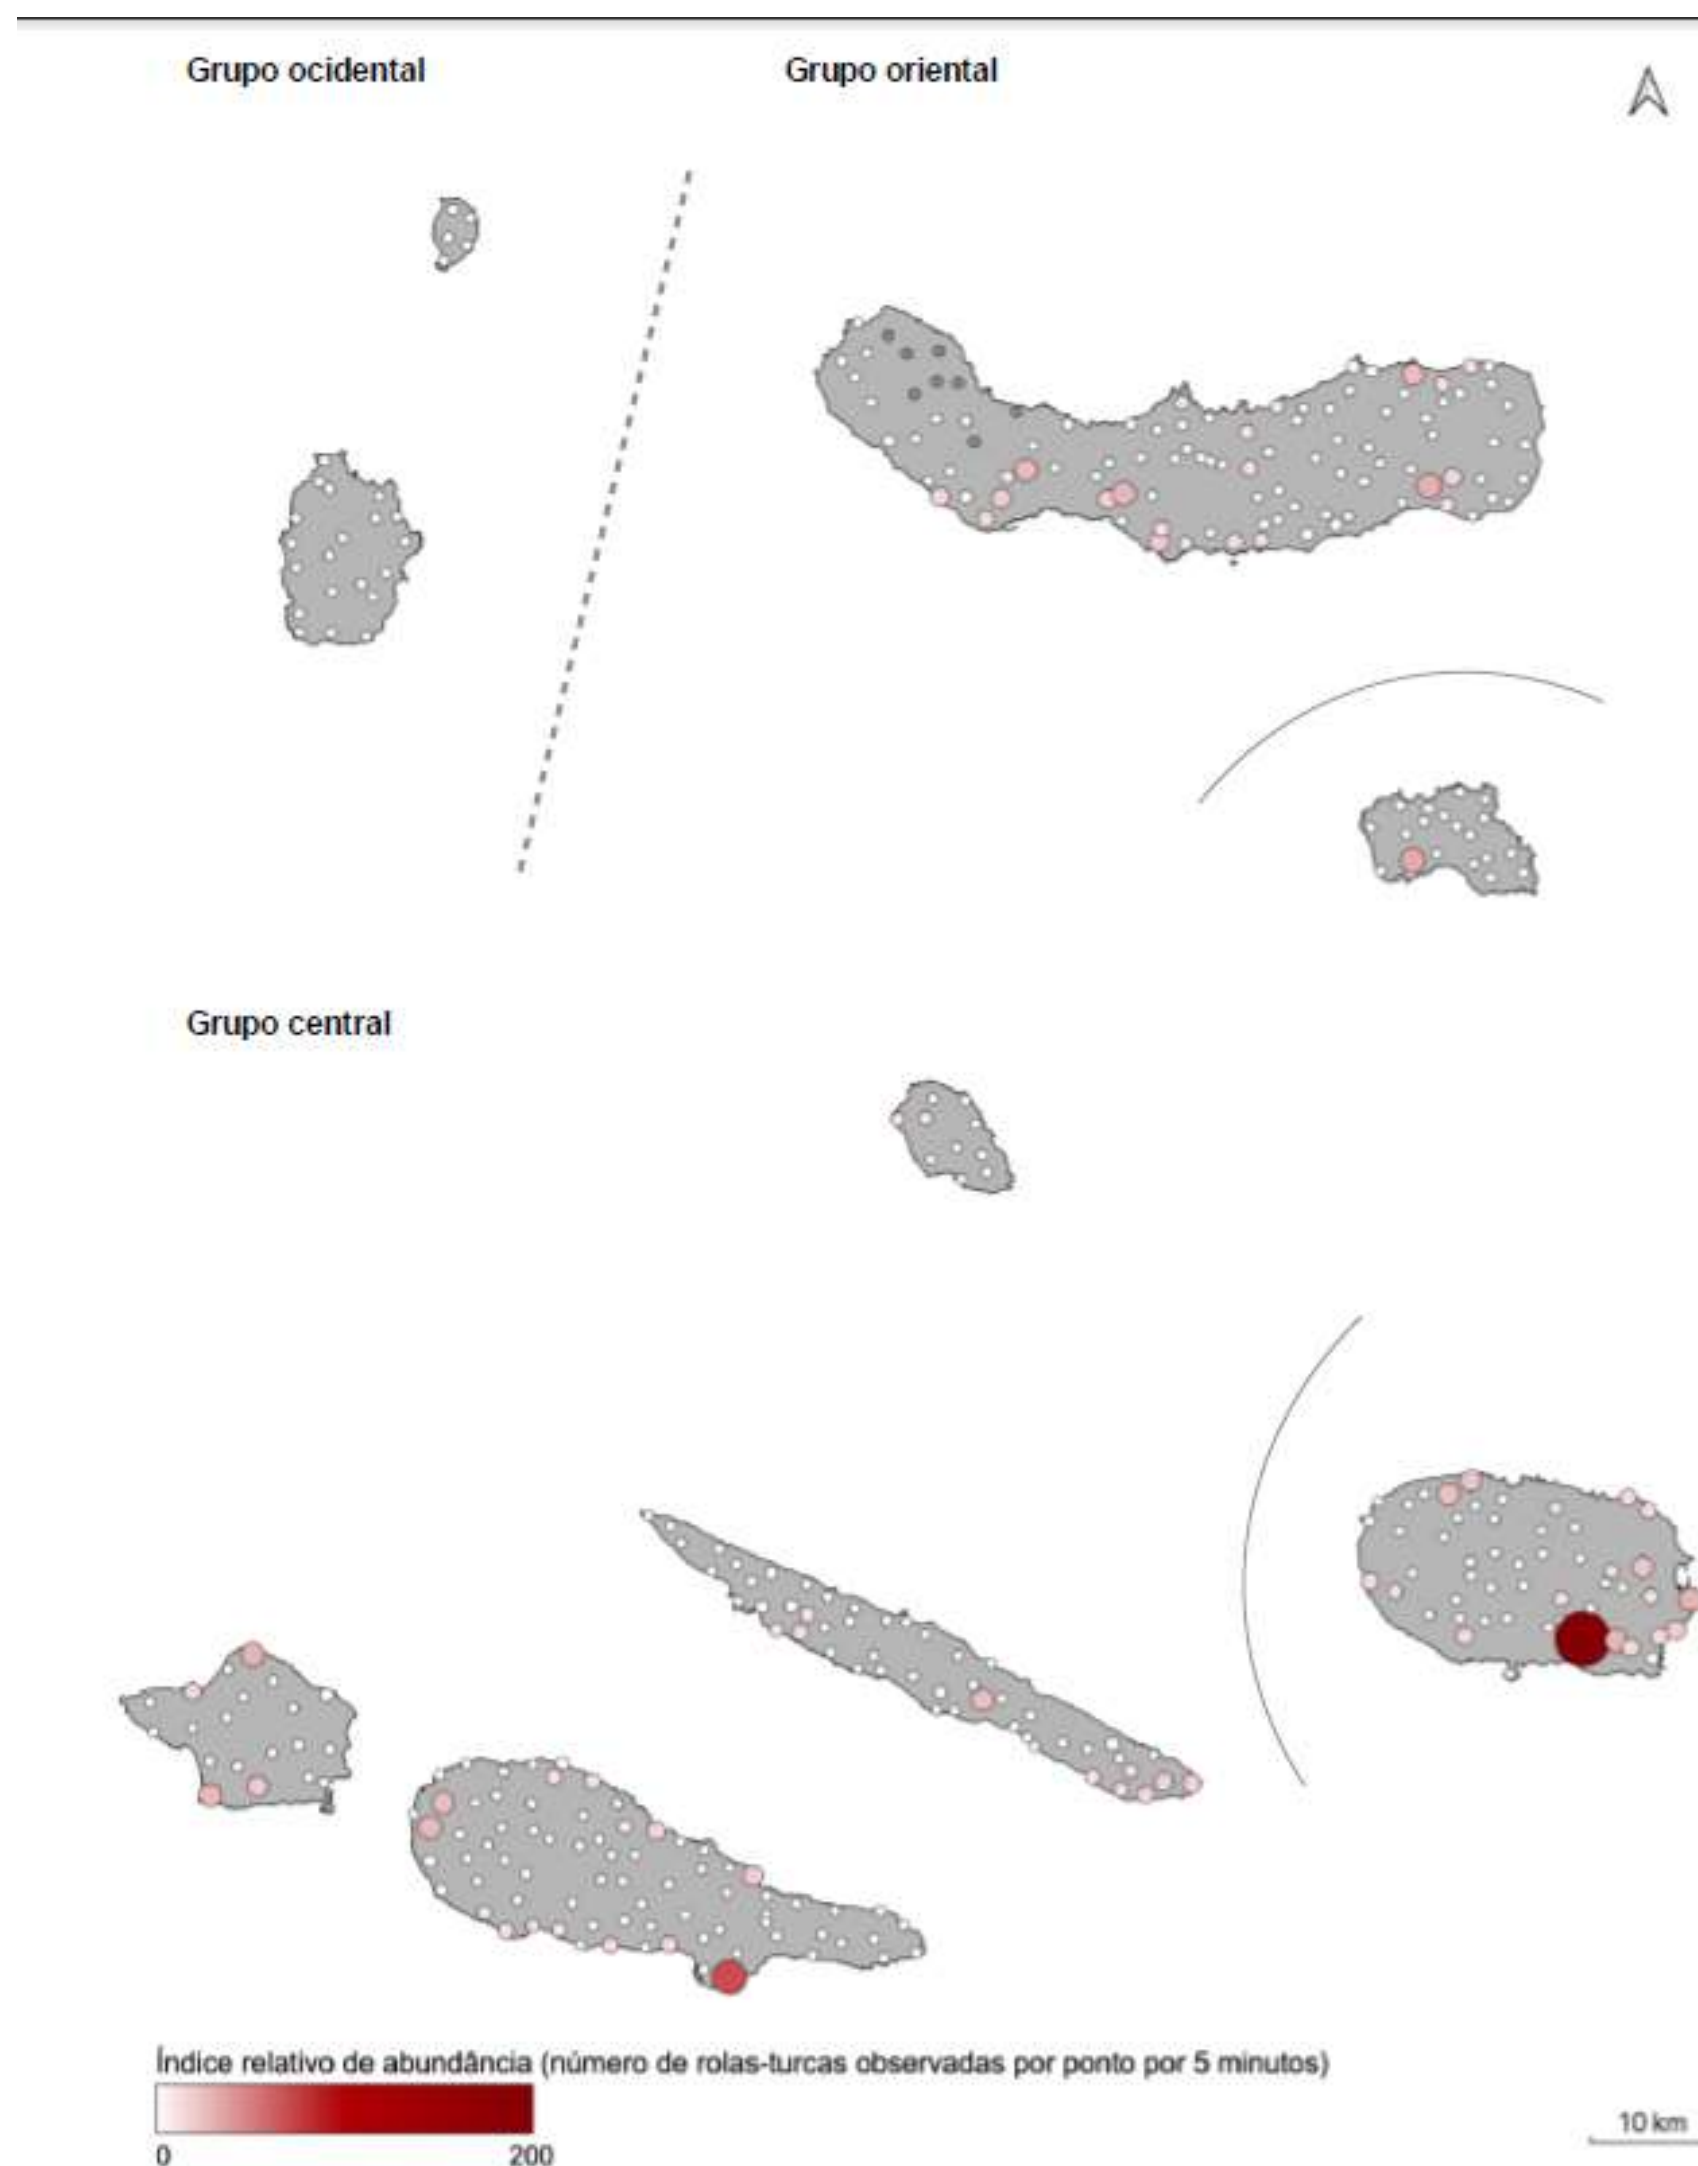 Grupo ocidental
Grupo oriental
Grupo central
Índice relativo de abundância (número de rolas-turcas observadas por ponto por 5 minutos)
0
200
10 km